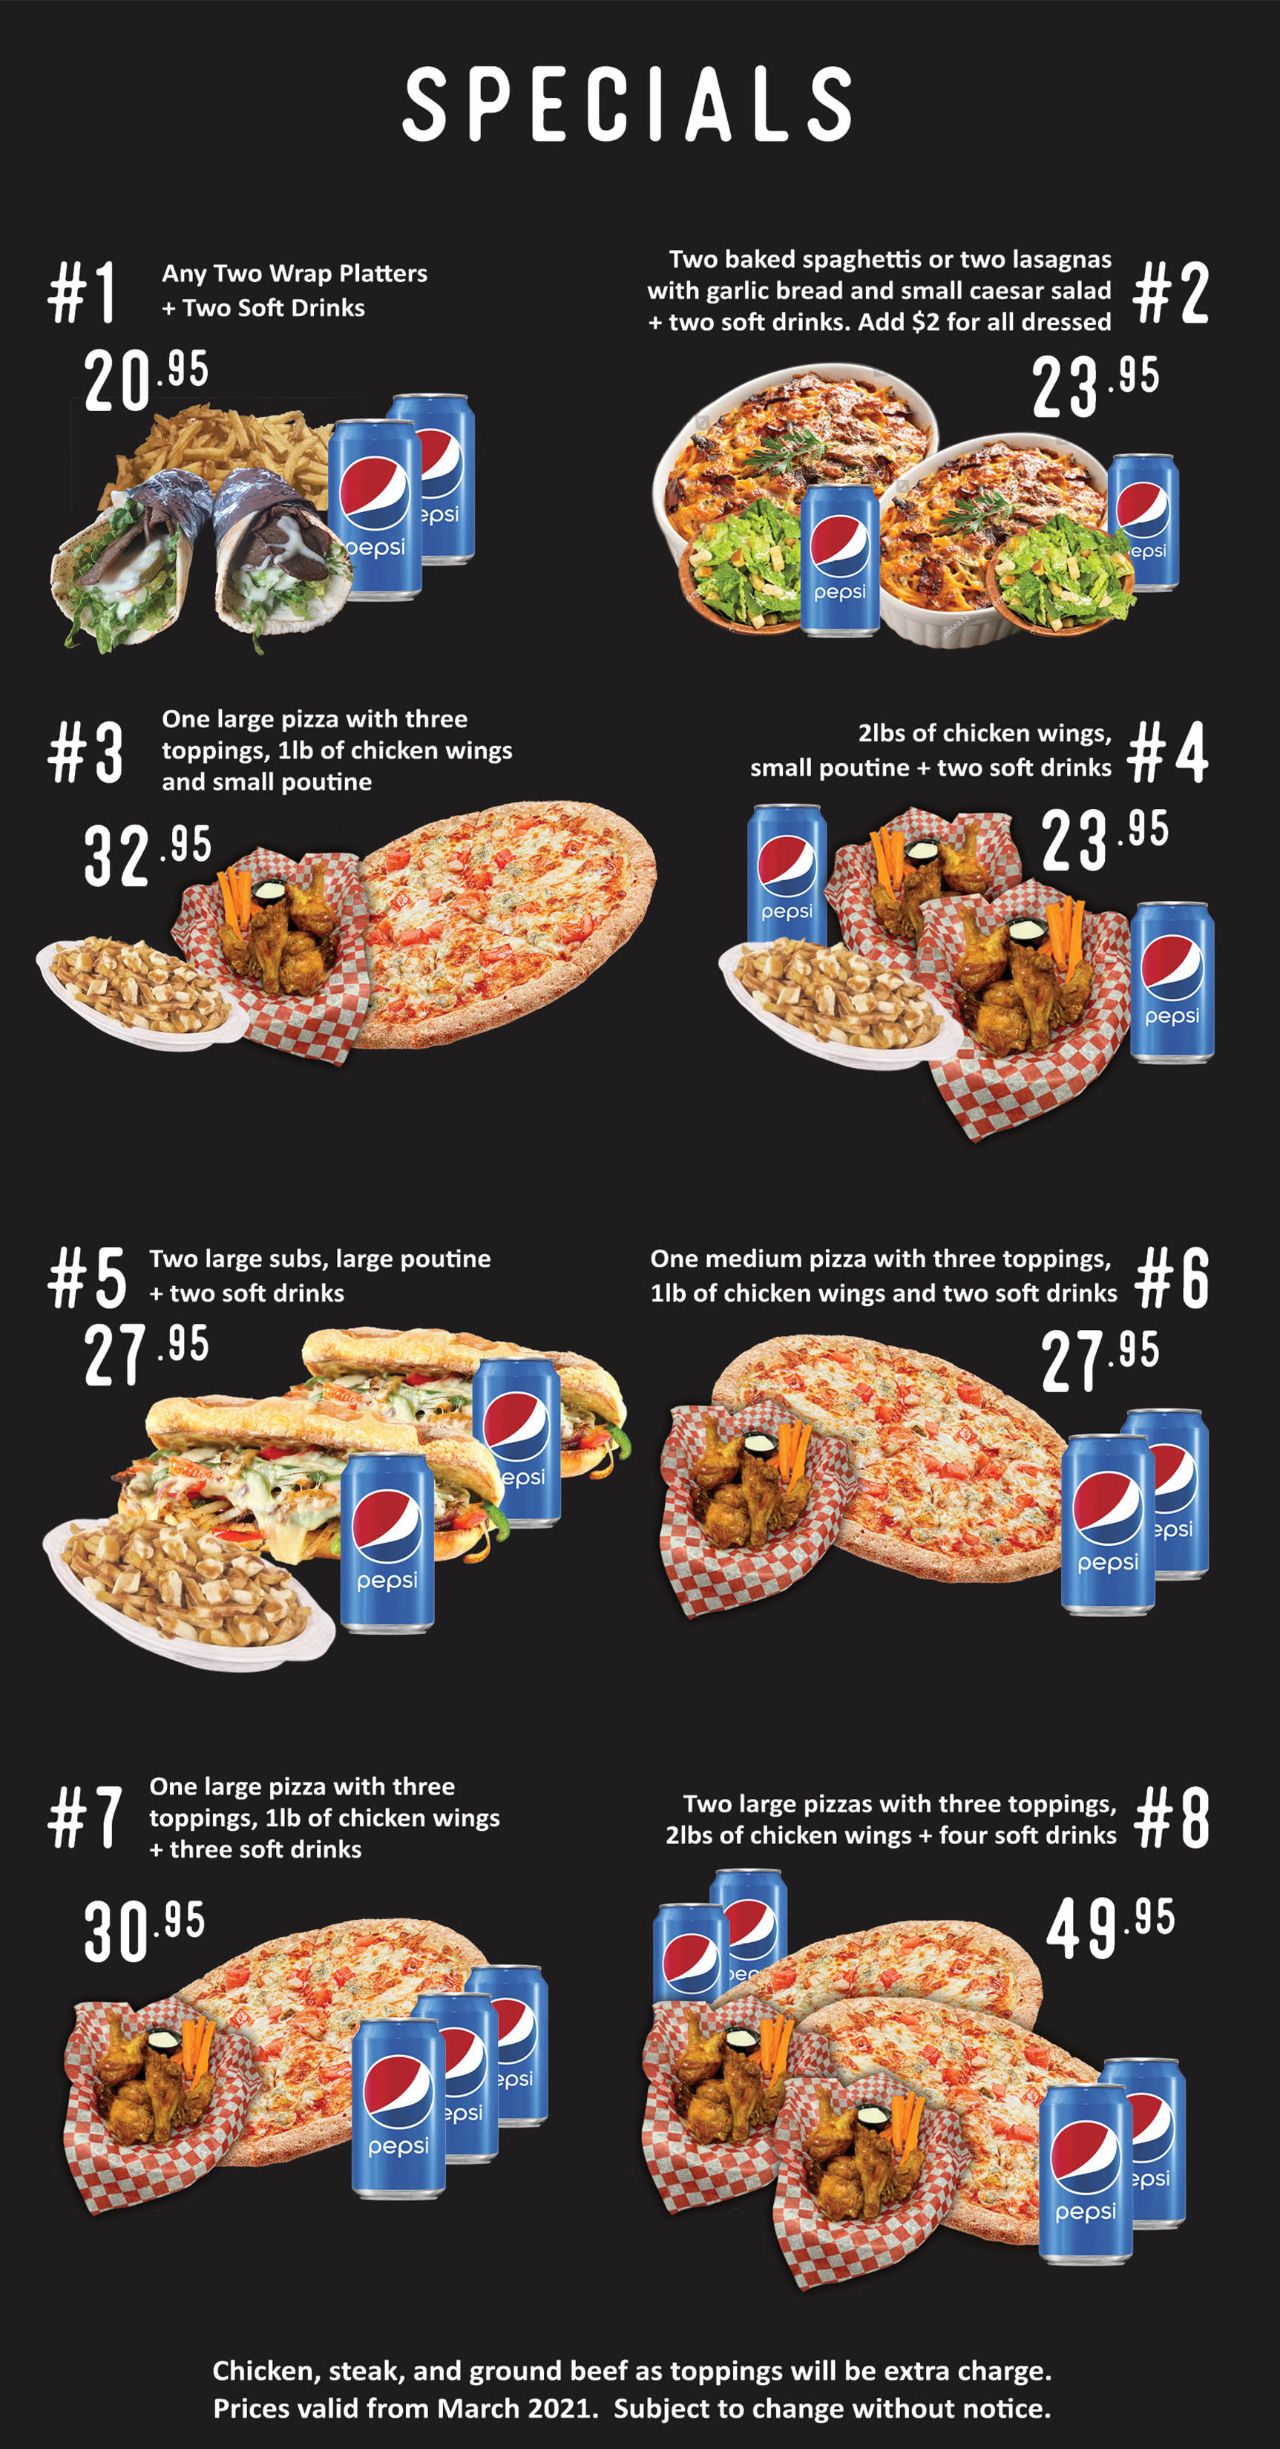 SPECIALS
#1
Any Two Wrap Platters
+ Two Soft Drinks
20.95
pepsi
epsi
Two baked spaghettis or two lasagnas
with garlic bread and small caesar salad
+ two soft drinks. Add $2 for all dressed
#2
23.95
pepsi
epsi
#3
One large pizza with three
toppings, 1lb of chicken wings
and small poutine
32.95
2lbs of chicken wings,
small poutine + two soft drinks
#4
23.95
pepsi
pepsi
#5
Two large subs, large poutine
+ two soft drinks
27.95
epsi
pepsi
One medium pizza with three toppings,
1lb of chicken wings and two soft drinks
#6
27.95
epsi
pepsi
#7
One large pizza with three
toppings, 1lb of chicken wings
+ three soft drinks
30.95
epsi
epsi
pepsi
Two large pizzas with three toppings,
2lbs of chicken wings + four soft drinks
#8
49.95
pep
epsi
pepsi
Chicken, steak, and ground beef as toppings will be extra charge.
Prices valid from March 2021. Subject to change without notice.